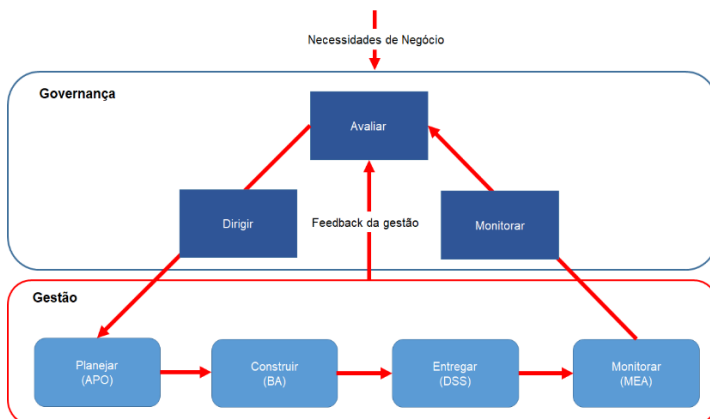 Necessidades de Negócio
Governança
Avaliar
Dirigir
Feedback da gestão
Monitorar
Gestão
Planejar
(APO)
Construir
(BA)
Entregar
(DSS)
Monitorar
(MEA)